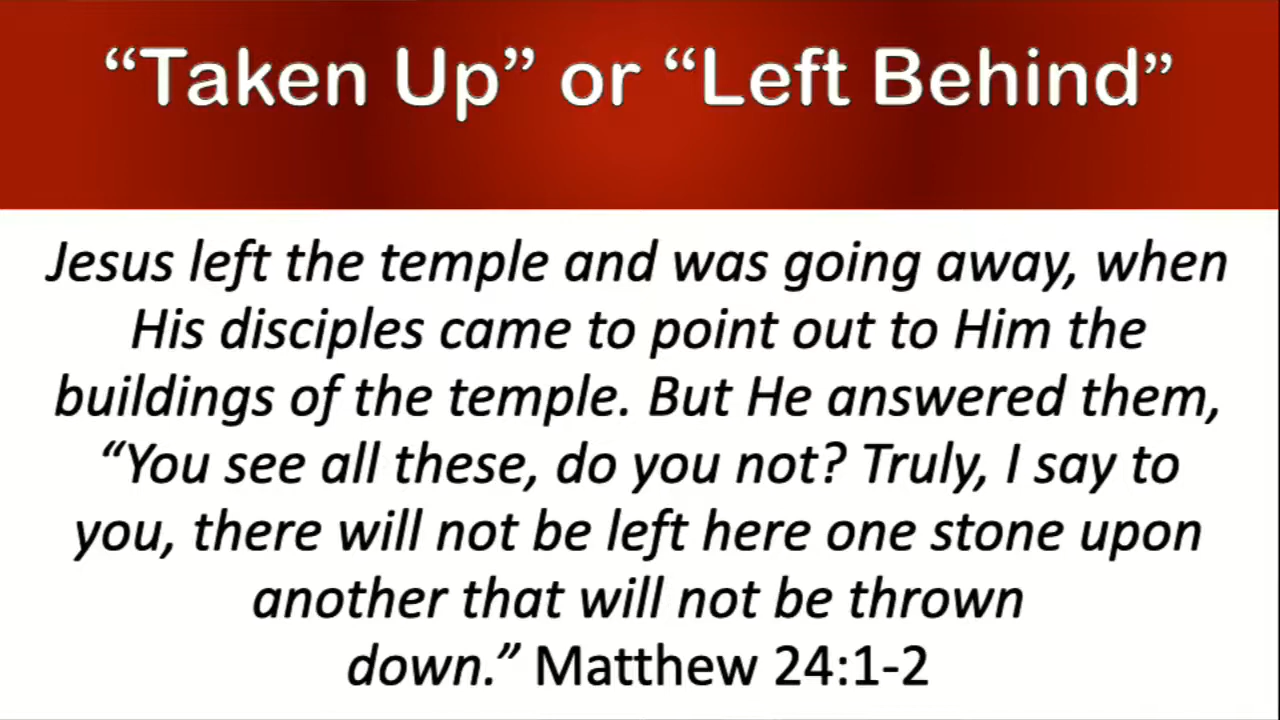 “Taken Up” or “Left Behind”
Jesus left the temple and was going away, when
His disciples came to point out to Him the
buildings of the temple. But He answered them,
“You see all these, do you not? Truly, I say to
you, there will not be left here one stone upon
another that will not be thrown
down.” Matthew 24:1-2